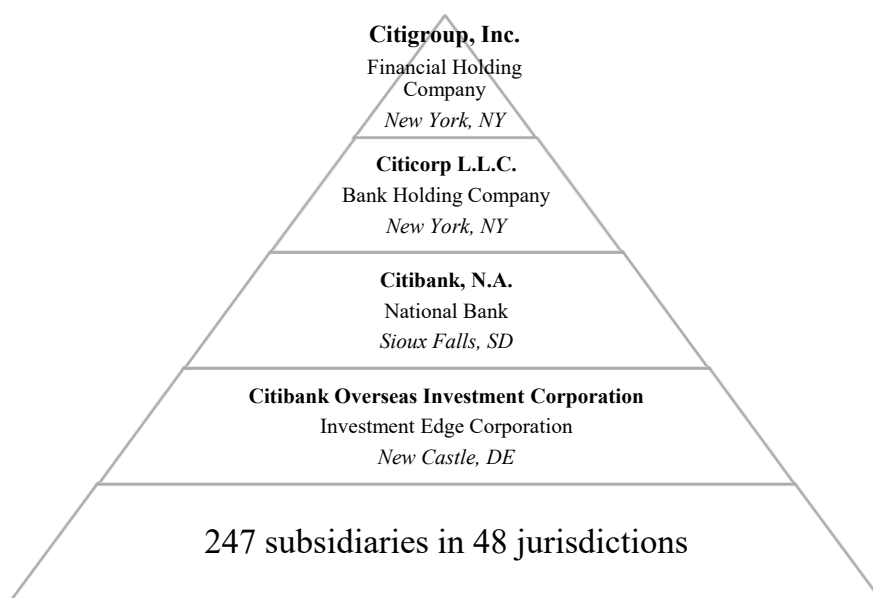 Citigroup, Inc.
Financial Holding
Company
New York, NY
Citicorp L.L.C.
Bank Holding Company
New York, NY
Citibank, N.A.
National Bank
Sioux Falls, SD
Citibank Overseas Investment Corporation
Investment Edge Corporation
New Castle, DE
247 subsidiaries in 48 jurisdictions